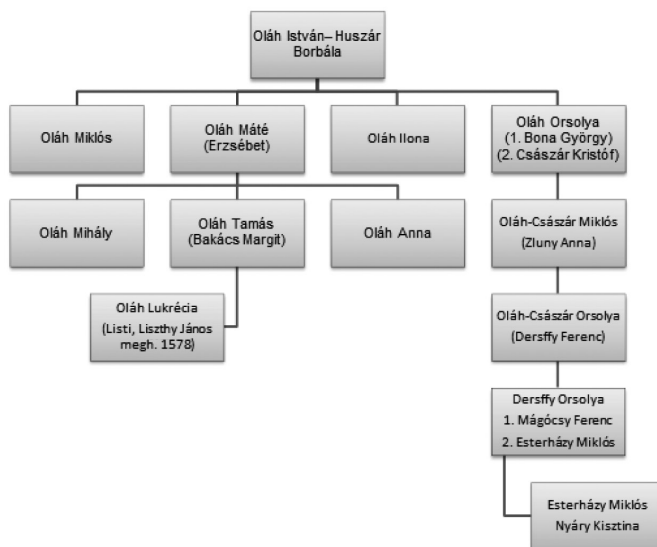 Oláh István– Huszár
Borbála
Oláh Miklós
Oláh Máté
(Erzsébet)
Oláh Ilona
Oláh Orsolya
(1. Bona György)
(2. Császár Kristóf)
Oláh Mihály
Oláh Tamás
(Bakács Margit)
Oláh Anna
Oláh-Császár Miklós
(Zluny Anna)
Oláh Lukrécia
(Listi, Liszthy János
megh. 1578)
Oláh-Császár Orsolya
(Dersffy Ferenc)
Dersffy Orsolya
1. Mágócsy Ferenc
2. Esterházy Miklós
Esterházy Miklós
Nyáry Kisztina